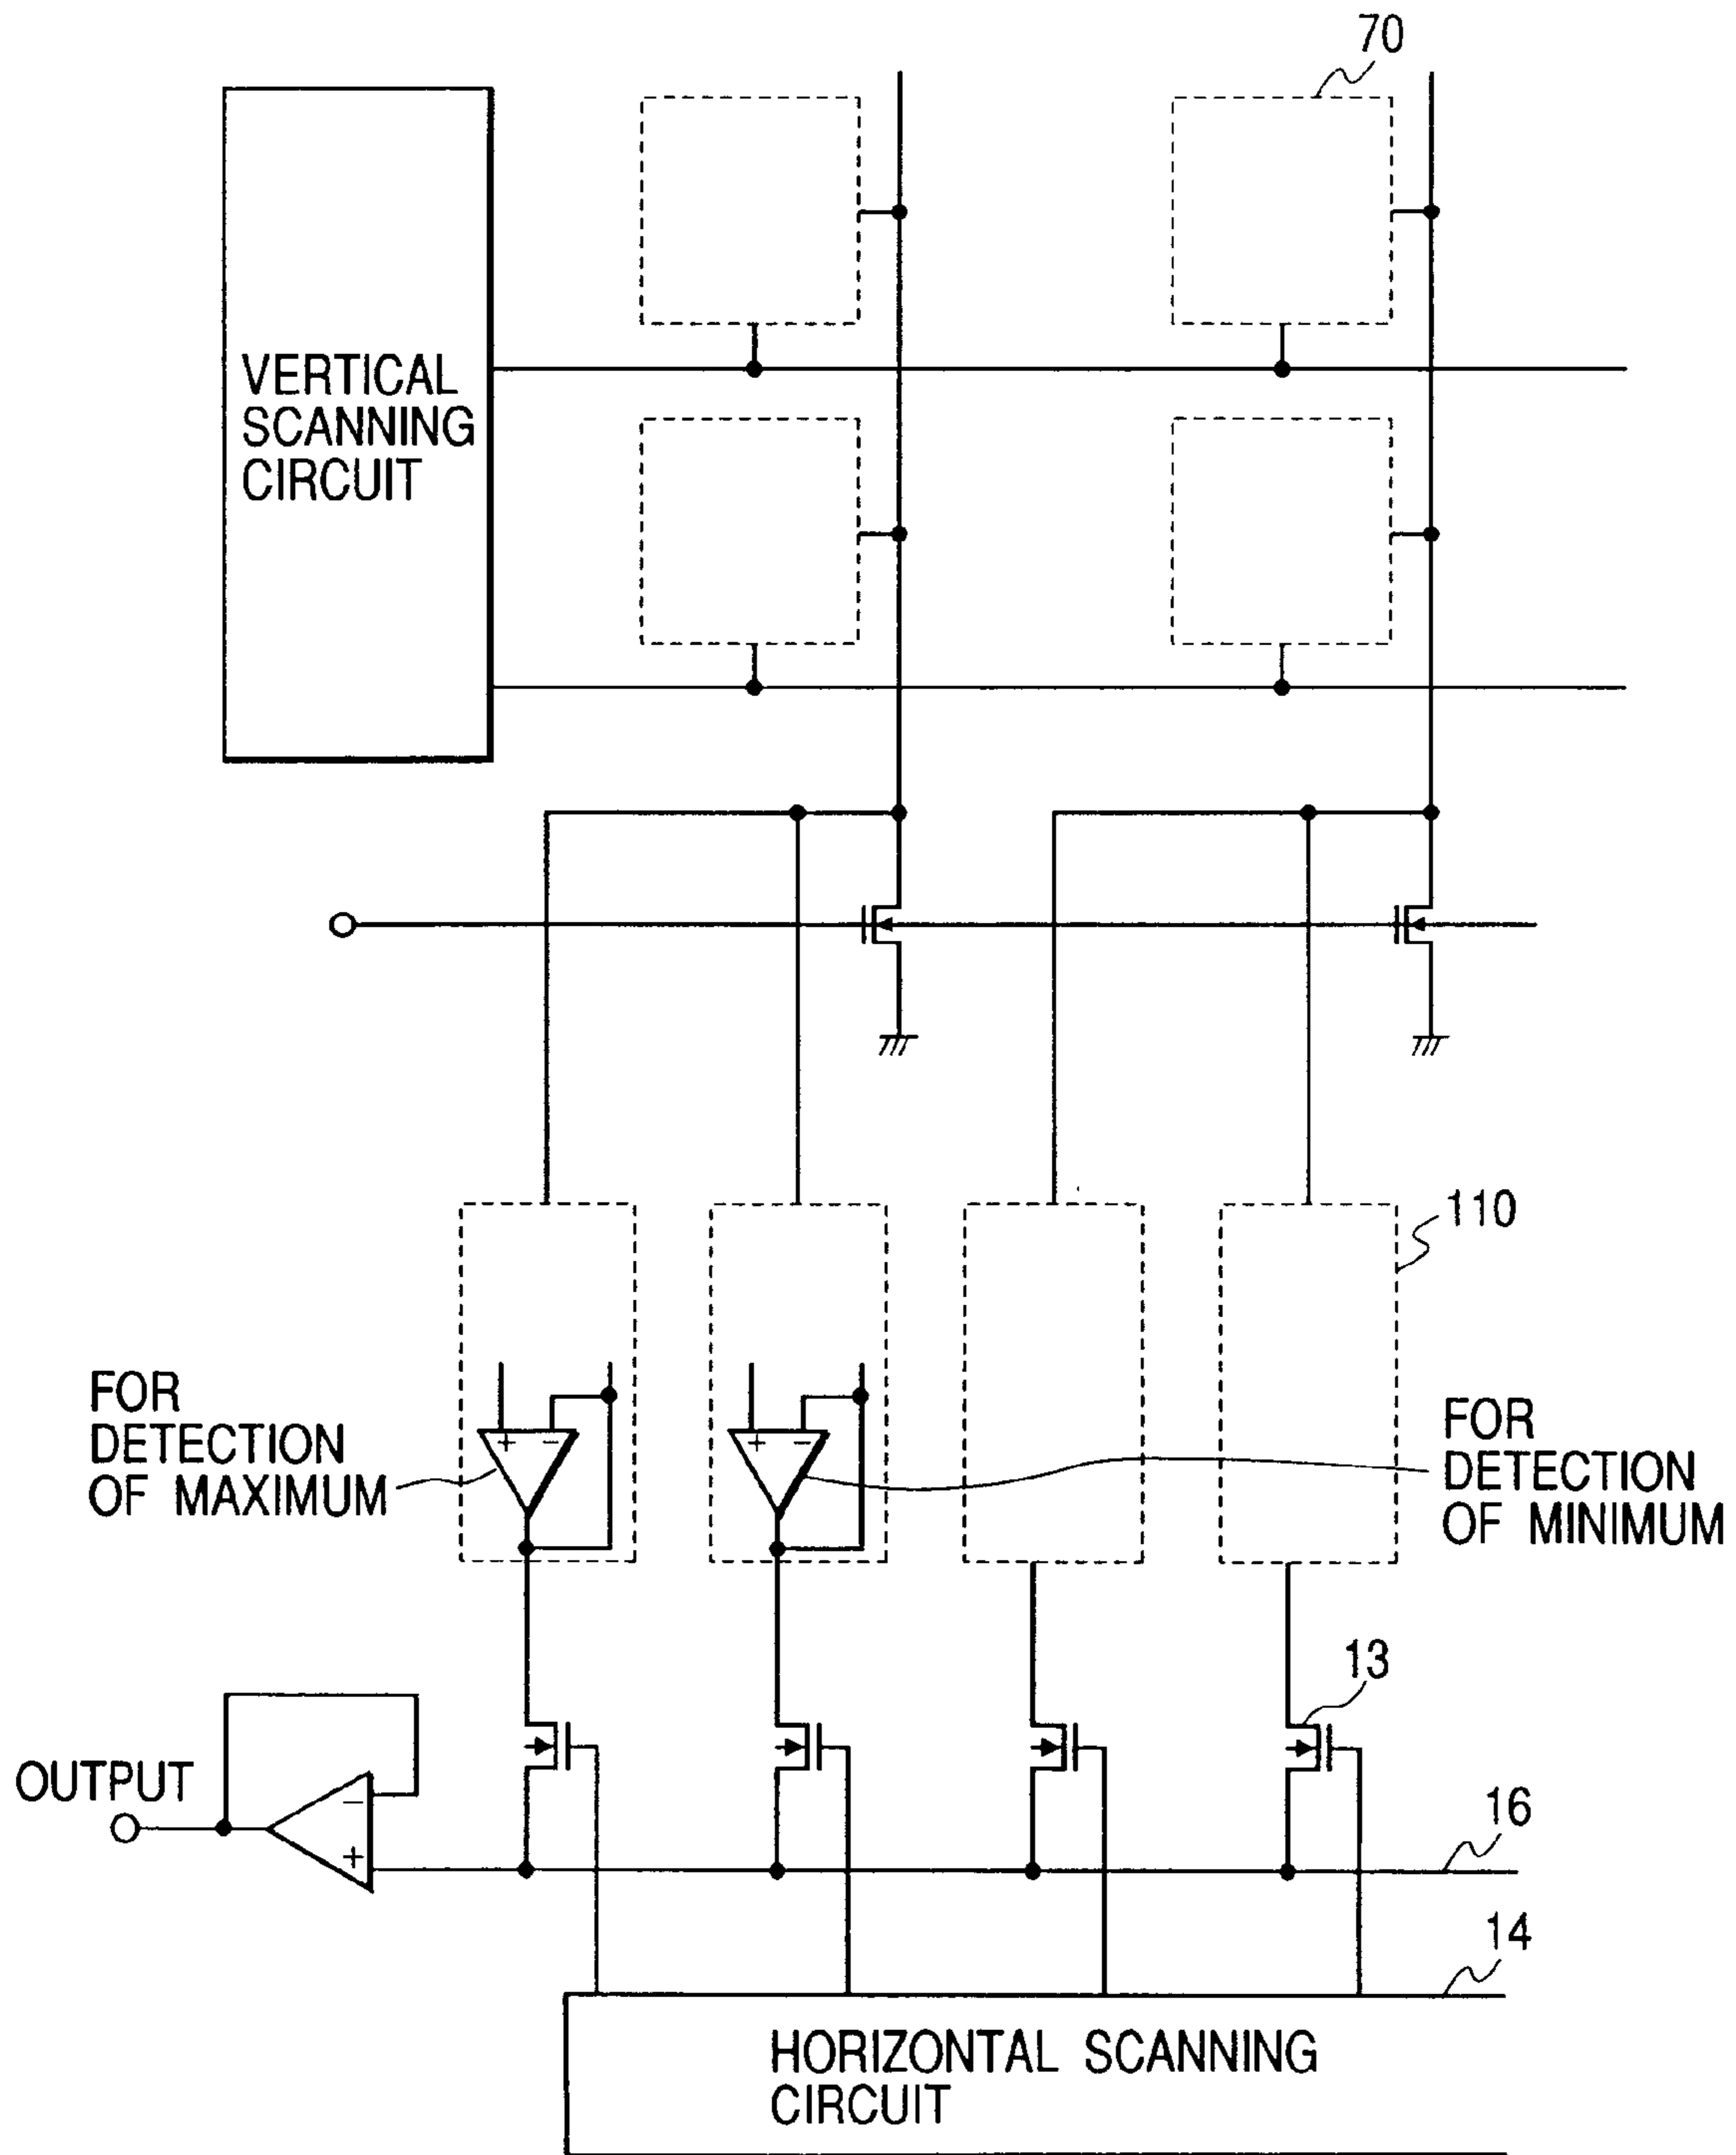 70
VERTICAL
SCANNING
CIRCUIT
110
FOR
DETECTION
OF MAXIMUM
+ −
+ −
FOR
DETECTION
OF MINIMUM
13
OUTPUT
−
+
16
14
HORIZONTAL SCANNING
CIRCUIT